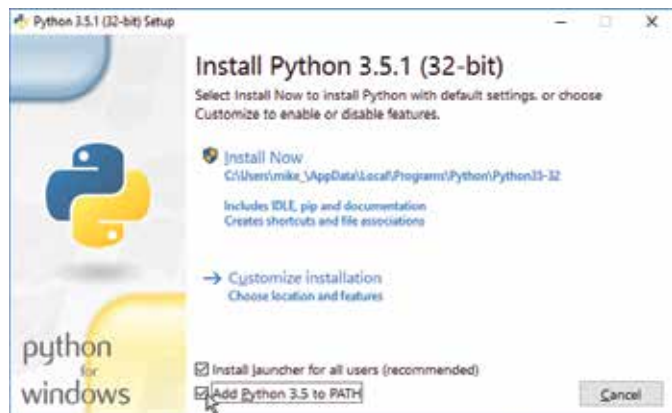 Python 3.5.1 (32-bit) Setup
Install Python 3.5.1 (32-bit)
Select Install Now to install Python with default settings, or choose
Customize to enable or disable features.
Install Now
C:\Users\mike_\AppData\Local\Programs\Python\Python35-32
Includes IDLE, pip and documentation
Creates shortcuts and file associations
Customize installation
Choose location and features
python
for
windows
Install launcher for all users (recommended)
Add Python 3.5 to PATH
Cancel